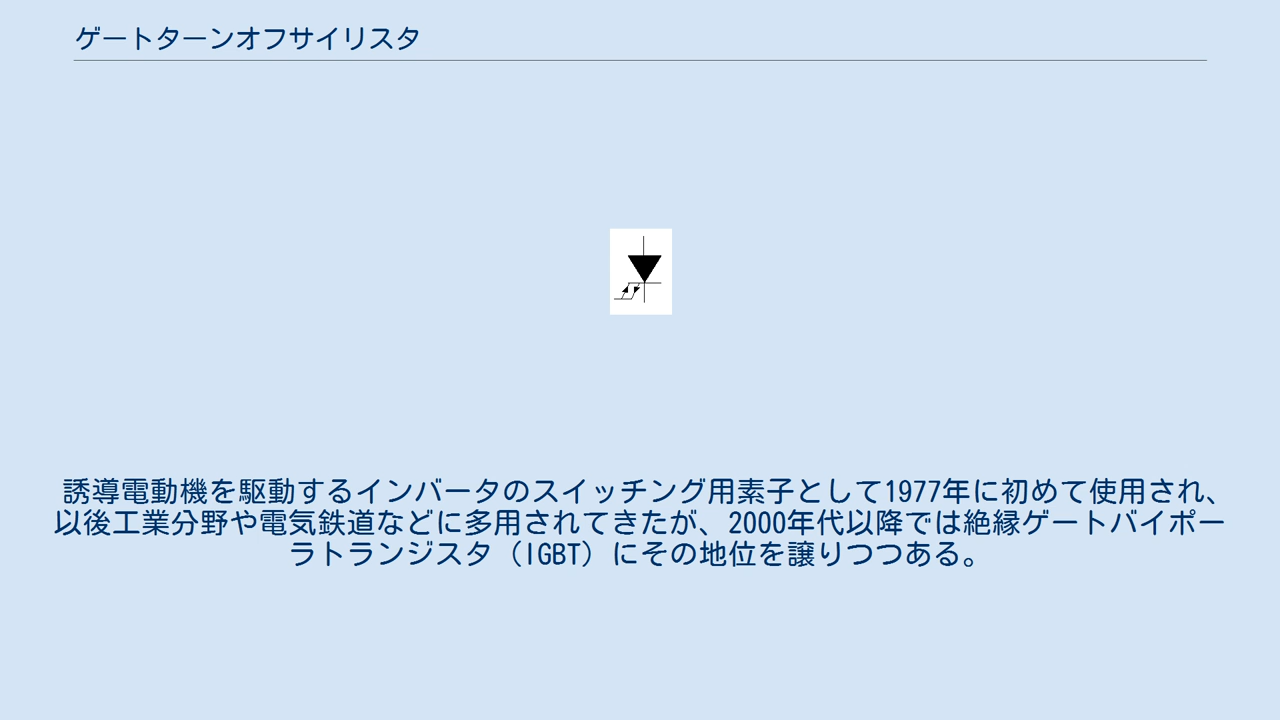 ゲートターンオフサイリスタ
誘導電動機を駆動するインバータのスイッチング用素子として1977年に初めて使用され、
以後工業分野や電気鉄道などに多用されてきたが、2000年代以降では絶縁ゲートバイポー
ラトランジスタ（IGBT）にその地位を譲りつつある。